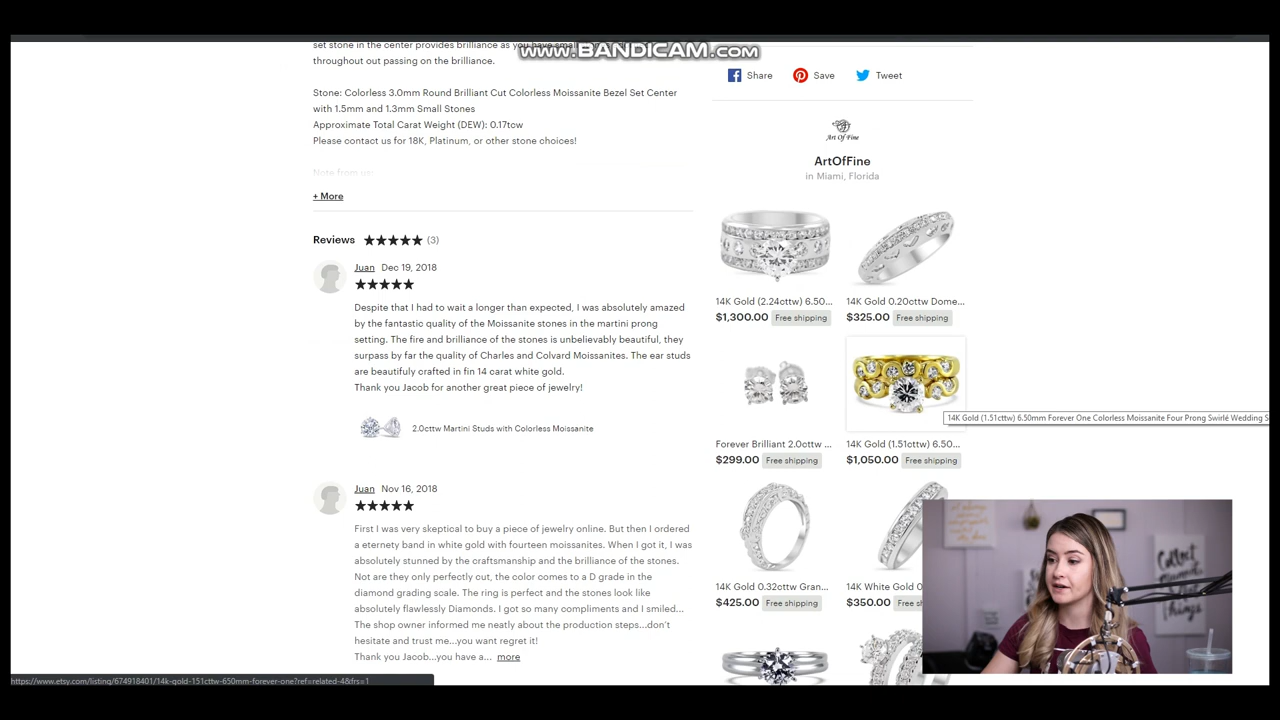 set stone in the center provides brilliance as you have
www.BANDICAM.com
throughout out passing on the brilliance.
Stone: Colorless 3.0mm Round Brilliant Cut Colorless Moissanite Bezel Set Center
with 1.5mm and 1.3mm Small Stones
Approximate Total Carat Weight (DEW): 0.17tcw
Please contact us for 18K, Platinum, or other stone choices!
Note from us:
+ More
Reviews ★★★★★ (3)
Juan Dec 19, 2018
★★★★★
Despite that I had to wait a longer than expected, I was absolutely amazed
by the fantastic quality of the Moissanite stones in the martini prong
setting. The fire and brilliance of the stones is unbelievably beautiful, they
surpass by far the quality of Charles and Colvard Moissanites. The ear studs
are beautifully crafted in fin 14 carat white gold.
Thank you Jacob for another great piece of jewelry!
2.0cttw Martini Studs with Colorless Moissanite
Juan Nov 16, 2018
★★★★★
First I was very skeptical to buy a piece of jewelry online. But then I ordered
a eternety band in white gold with fourteen moissanites. When I got it, I was
absolutely stunned by the craftsmanship and the brilliance of the stones.
Not are they only perfectly cut, the color comes to a D grade in the
diamond grading scale. The ring is perfect and the stones look like
absolutely flawlessly Diamonds. I got so many compliments and I smiled...
The shop owner informed me neatly about the production steps...don't
hesitate and trust me...you want regret it!
Thank you Jacob...you have a... more
Share Save Tweet
Art Of Fine
ArtOfFine
in Miami, Florida
14K Gold (2.24cttw) 6.50...
$1,300.00 Free shipping
14K Gold 0.20cttw Dome...
$325.00 Free shipping
14K Gold (1.51cttw) 6.50mm Forever One Colorless Moissanite Four Prong Swirlé Wedding S
Forever Brilliant 2.0cttw ...
$299.00 Free shipping
14K Gold (1.51cttw) 6.50...
$1,050.00 Free shipping
14K Gold 0.32cttw Gran...
$425.00 Free shipping
14K White Gold 0
$350.00 Free s
Collect
Things
https://www.etsy.com/listing/674918401/14k-gold-151cttw-650mm-forever-one?ref=related-4&frs=1